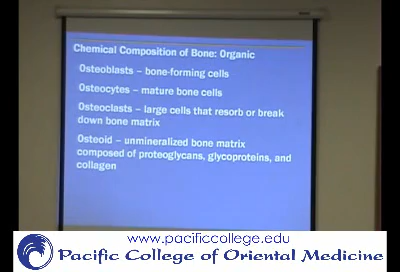 Chemical Composition of Bone: Organic
Osteoblasts – bone-forming cells
Osteocytes – mature bone cells
Osteoclasts – large cells that resorb or break
down bone matrix
Osteoid – unmineralized bone matrix
composed of proteoglycans, glycoproteins, and
collagen
www.pacificcollege.edu
Pacific College of Oriental Medicine